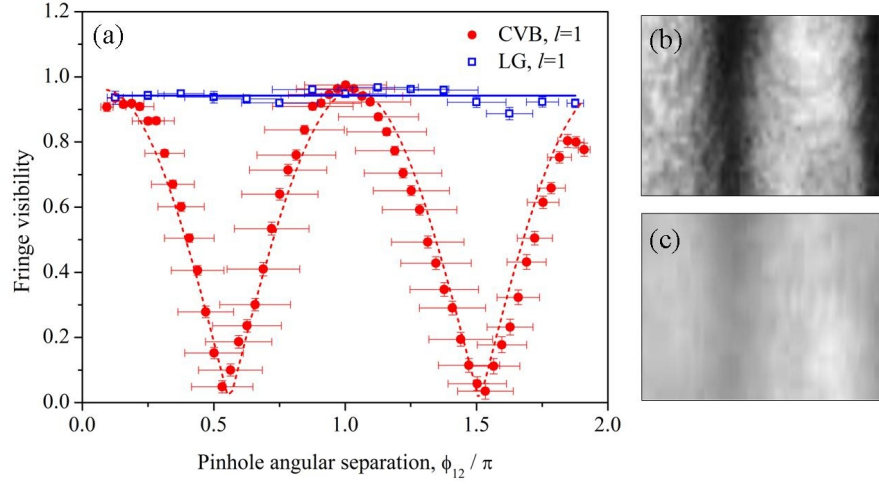 (a)
CVB, l=1
LG, l=1
1.2
1.0
0.8
0.6
0.4
0.2
0.0
Fringe visibility
0.0 0.5 1.0 1.5 2.0
Pinhole angular separation, ϕ12 / π
(b)
(c)